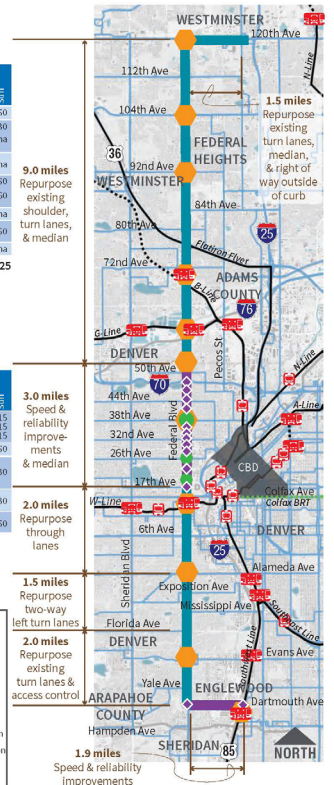 WESTMINSTER
120th Ave
N-Line
112th Ave
1.5 miles
Repurpose
existing
turn lanes,
median,
& right of
way outside
of curb
104th Ave
FEDERAL
HEIGHTS
36
92nd Ave
WESTMINSTER
9.0 miles
Repurpose
existing
shoulder,
turn lanes,
& median
84th Ave
80th Ave
25
Flatiron Flyer
72nd Ave
ADAMS
COUNTY
B-Line
76
G-Line
Pecos St
DENVER
50th Ave
N-Line
70
3.0 miles
Speed &
reliability
improve-
ments
& median
44th Ave
38th Ave
32nd Ave
26th Ave
17th Ave
Federal Blvd
A-Line
CBD
Colfax Ave
Colfax BRT
W-Line
2.0 miles
Repurpose
through
lanes
6th Ave
DENVER
25
Sheridan Blvd
Alameda Ave
1.5 miles
Repurpose
two-way
left turn lanes
Exposition Ave
Mississippi Ave
Southeast Line
Florida Ave
2.0 miles
Repurpose
existing
turn lanes &
access control
DENVER
Evans Ave
Southwest Line
Yale Ave
ENGLEWOOD
Dartmouth Ave
ARAPAHOE
COUNTY
Hampden Ave
SHERIDAN
85
NORTH
1.9 miles
Speed & reliability
improvements